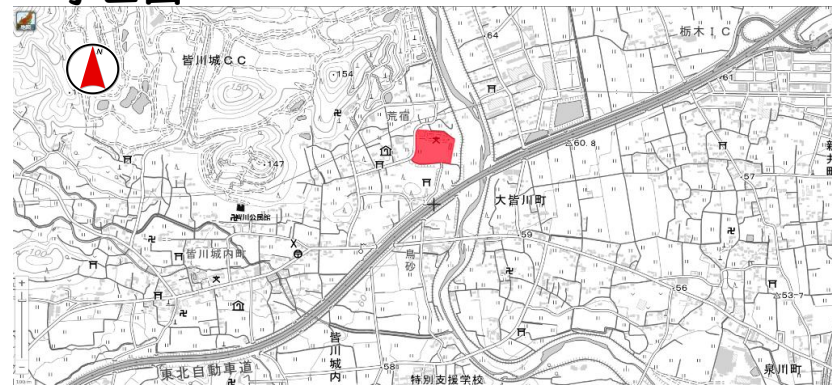 栃木IC
64
皆川城CC
61
154
荒宿
60.8
147
57
新井町
大皆川町
皆川公民館
59
皆川城内町
鳥砂
56
53.7
皆川城内
東北自動車道
58
特別支援学校
泉川町
N